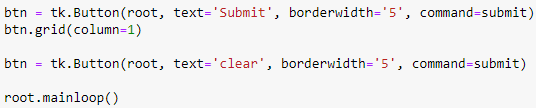 btn = tk.Button(root, text='Submit', borderwidth='5', command=submit)
btn.grid(column=1)
btn = tk.Button(root, text='clear', borderwidth='5', command=submit)
root.mainloop()